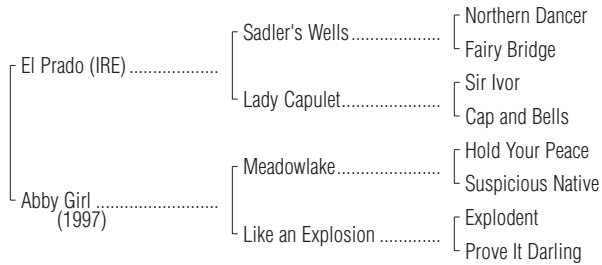 Northern Dancer
Sadler's Wells ....................
Fairy Bridge
El Prado (IRE) ....................
Sir Ivor
Lady Capulet......................
Cap and Bells
Hold Your Peace
Meadowlake.......................
Suspicious Native
Abby Girl ...........................
(1997)
Explodent
Like an Explosion .............
Prove It Darling